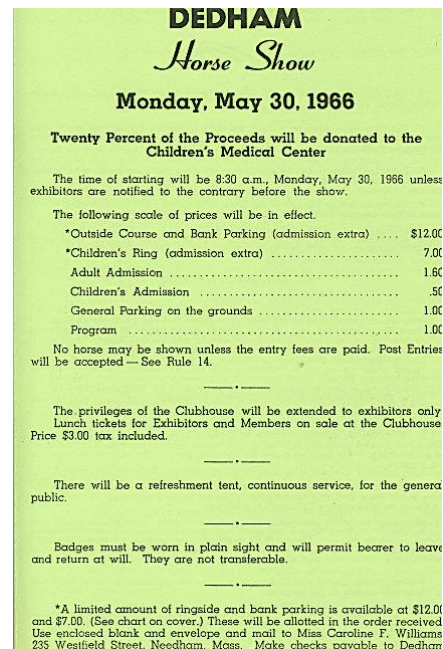 DEDHAM
Horse Show
Monday, May 30, 1966
Twenty Percent of the Proceeds will be donated to the
Children's Medical Center
The time of starting will be 8:30 a.m., Monday, May 30, 1966 unless
exhibitors are notified to the contrary before the show.
The following scale of prices will be in effect.
*Outside Course and Bank Parking (admission extra) .... $12.00
*Children's Ring (admission extra) ...................... 7.00
Adult Admission ........................................ 1.60
Children's Admission ................................... .50
General Parking on the grounds ........................ 1.00
Program ............................................... 1.00
No horse may be shown unless the entry fees are paid. Post Entries
will be accepted — See Rule 14.
The privileges of the Clubhouse will be extended to exhibitors only
Lunch tickets for Exhibitors and Members on sale at the Clubhouse
Price $3.00 tax included.
There will be a refreshment tent, continuous service, for the genera
public.
Badges must be worn in plain sight and will permit bearer to leave
and return at will. They are not transferable.
*A limited amount of ringside and bank parking is available at $12.00
and $7.00. (See chart on cover.) These will be allotted in the order received
Use enclosed blank and envelope and mail to Miss Caroline F. Williams
235 Westfield Street, Needham, Mass. Make checks payable to Dedham